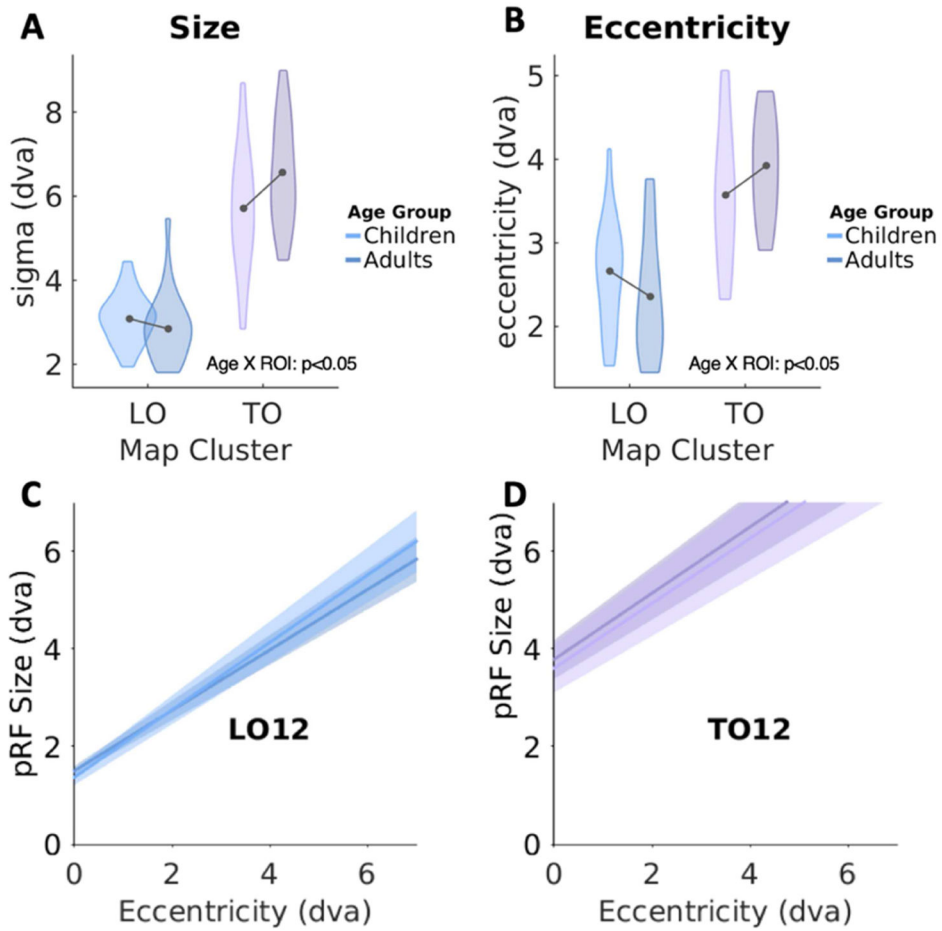 A
Size
sigma (dva)
8
6
4
2
Age Group
Children
Adults
Age X ROI: p<0.05
LO
TO
Map Cluster
B
Eccentricity
eccentricity (dva)
5
4
3
2
Age Group
Children
Adults
Age X ROI: p<0.05
LO
TO
Map Cluster
C
pRF Size (dva)
6
4
2
0
LO12
0
2
4
6
Eccentricity (dva)
D
pRF Size (dva)
6
4
2
0
TO12
0
2
4
6
Eccentricity (dva)